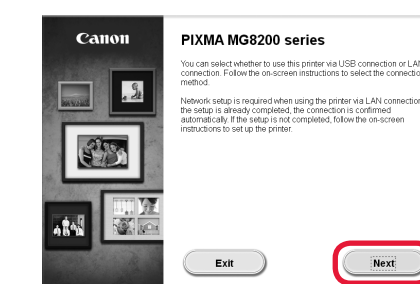 Canon
PIXMA MG8200 series
You can select whether to use this printer via USB connection or LAN
connection. Follow the on-screen instructions to select the connectio
method.
Network setup is required when using the printer via LAN connection
the setup is already completed, the connection is confirmed
automatically. If the setup is not completed, follow the on-screen
instructions to set up the printer.
Exit
Next